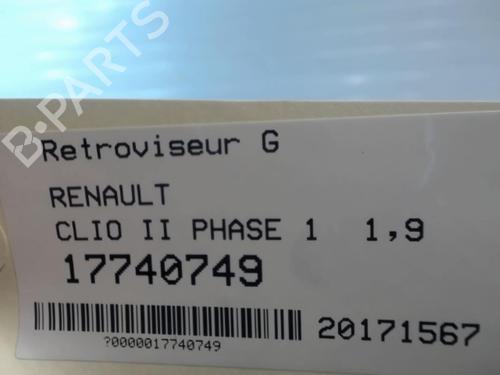 B-PARTS
Retroviseur G
RENAULT
CLIO II PHASE 1 1,9
17740749
20171567
?0000017740749